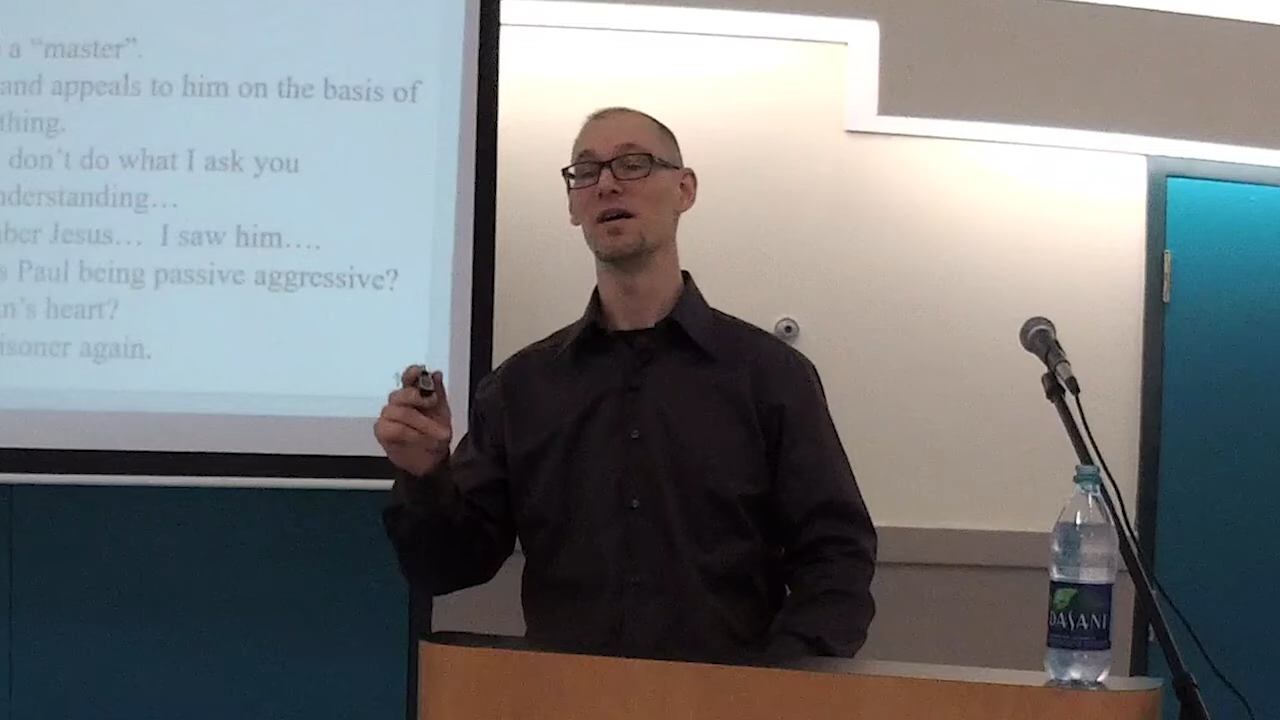 a “master”.
and appeals to him on the basis of
thing.
don’t do what I ask you
nderstanding…
ber Jesus… I saw him….
s Paul being passive aggressive?
n’s heart?
isoner again.
DASANI